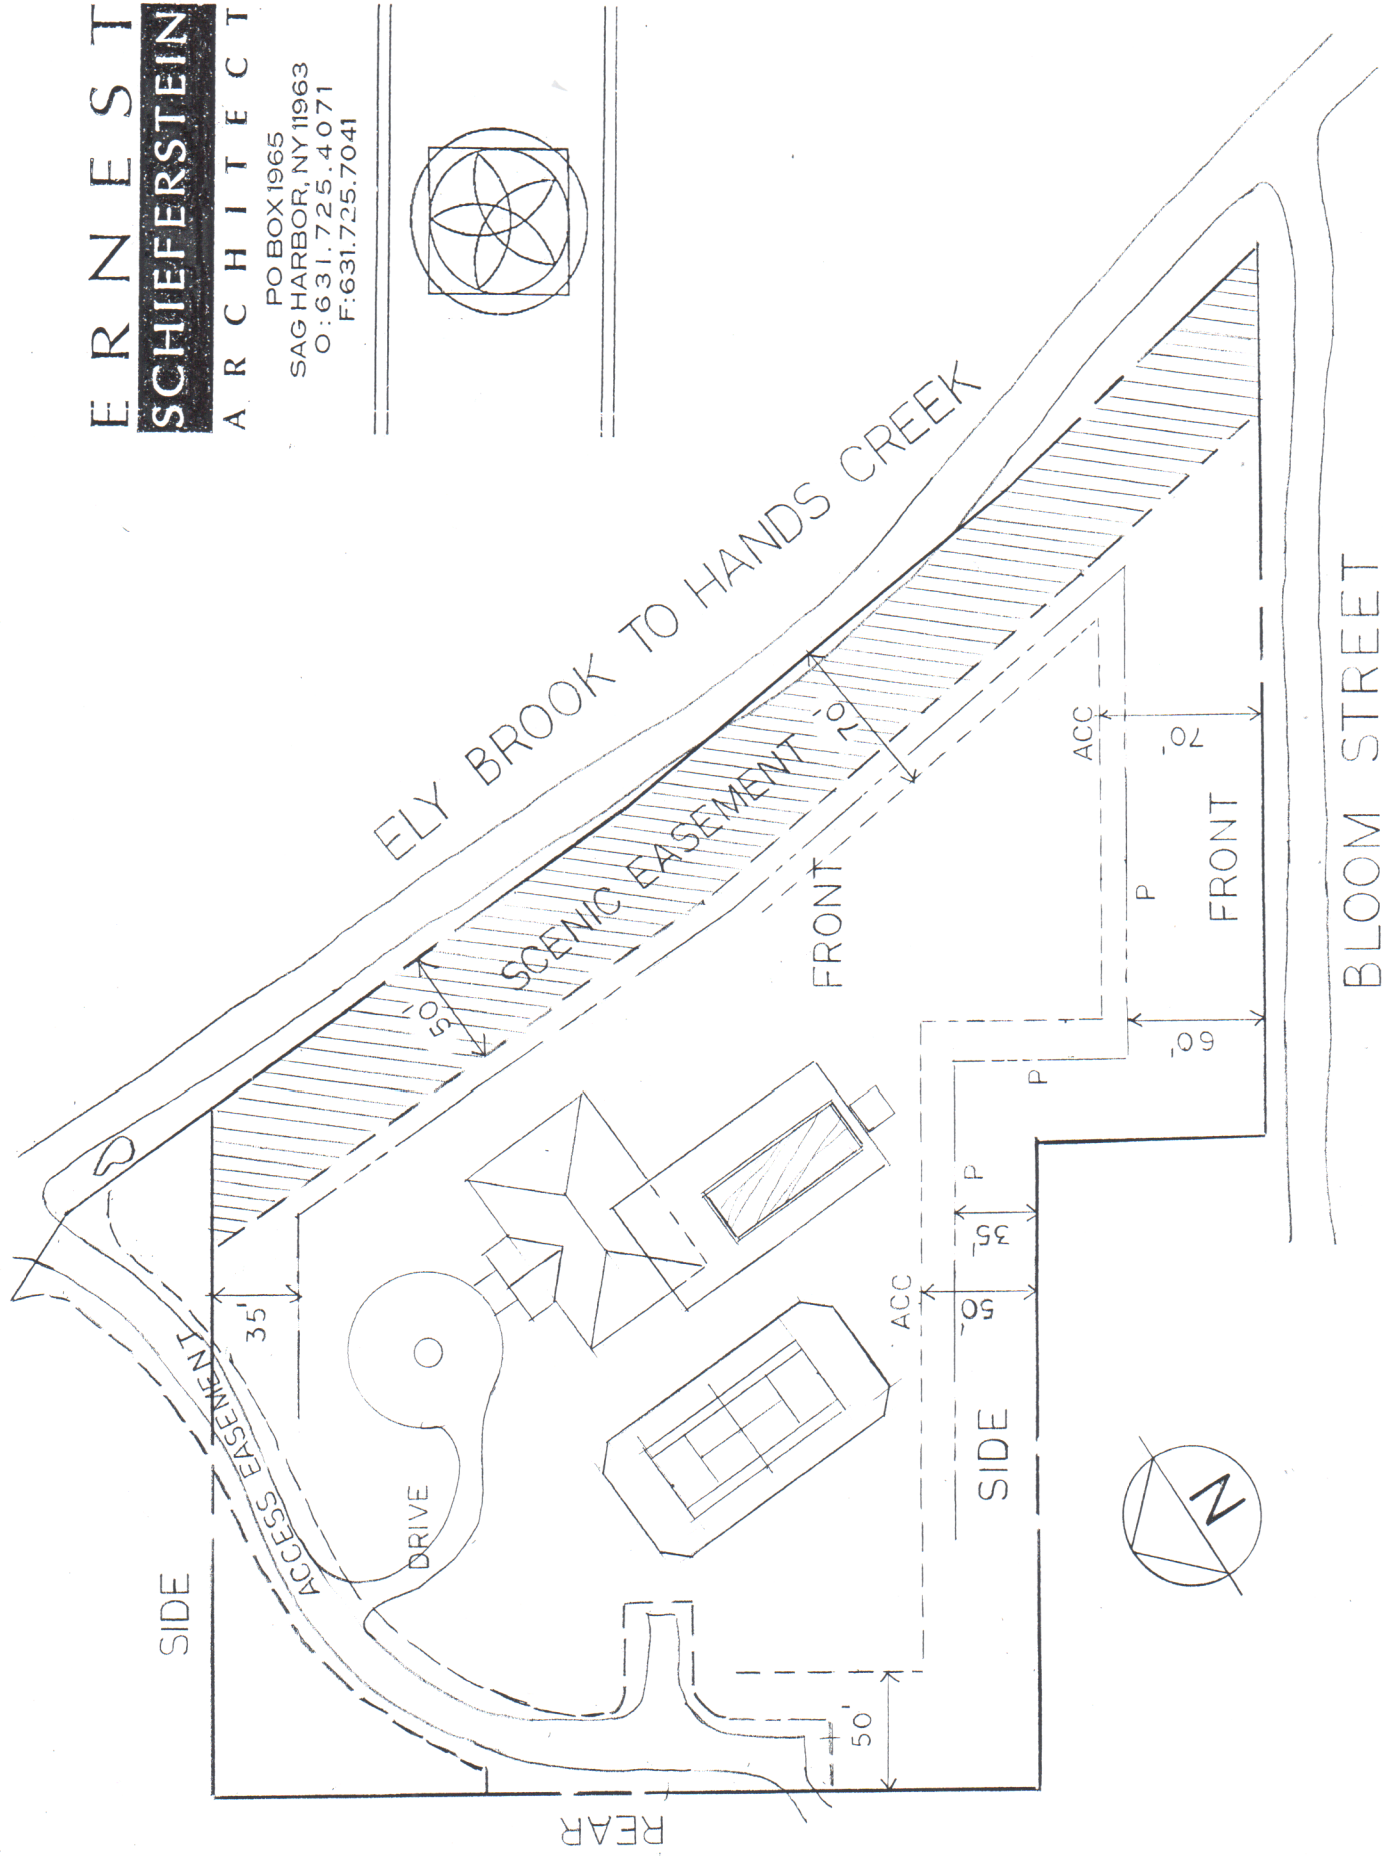 ERNEST
SCHIEFERSTEIN
ARCHITECT
PO BOX 1965
SAG HARBOR, NY 11963
O:631.725.4071
F:631.725.7041
ELY BROOK TO HANDS CREEK
SCENIC EASEMENT
50'
70'
FRONT
ACC
70'
P
FRONT
60'
BLOOM STREET
P
P
35'
ACC
50'
SIDE
35'
ACCESS EASEMENT
DRIVE
SIDE
50'
REAR
N